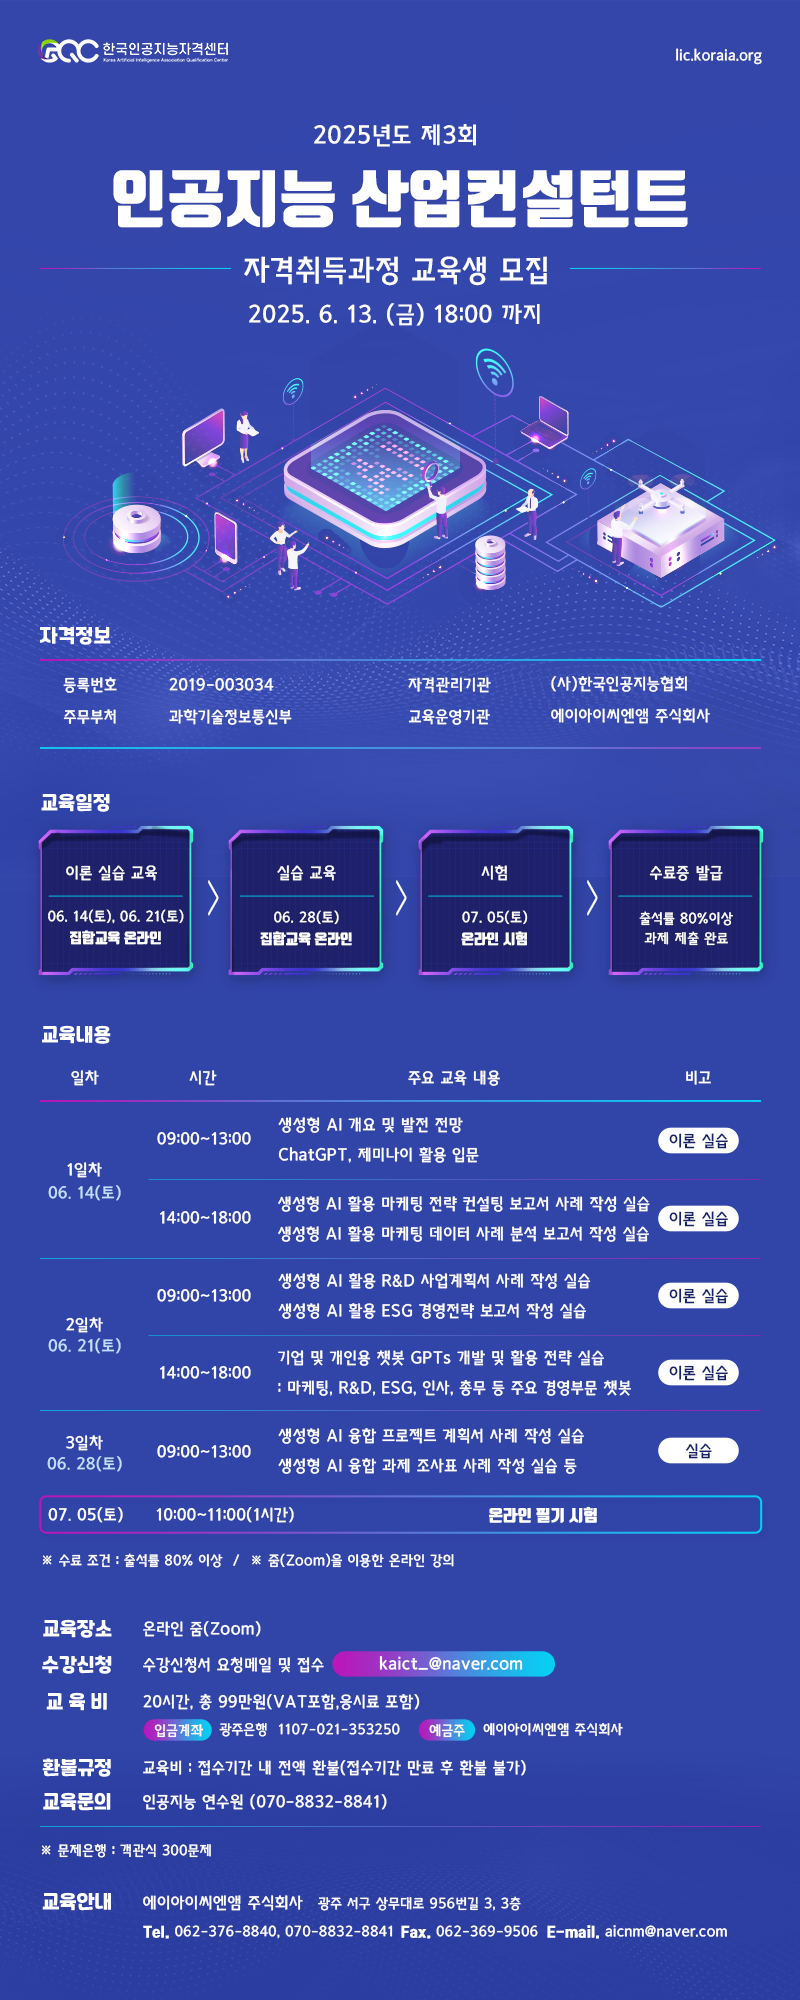 GQC 한국인공지능자격센터
Korea Artificial Intelligence Association Qualification Center
lic.koraia.org
2025년도 제3회
인공지능 산업컨설턴트
자격취득과정 교육생 모집
2025. 6. 13. (금) 18:00 까지
자격정보
등록번호 2019-003034 자격관리기관 (사)한국인공지능협회
주무부처 과학기술정보통신부 교육운영기관 에이아이씨엔앰 주식회사
교육일정
이론 실습 교육
06. 14(토), 06. 21(토)
집합교육 온라인
실습 교육
06. 28(토)
집합교육 온라인
시험
07. 05(토)
온라인 시험
수료증 발급
출석률 80%이상
과제 제출 완료
교육내용
일차 시간 주요 교육 내용 비고
1일차
06. 14(토)
09:00~13:00
생성형 AI 개요 및 발전 전망
ChatGPT, 제미나이 활용 입문
이론 실습
14:00~18:00
생성형 AI 활용 마케팅 전략 컨설팅 보고서 사례 작성 실습
생성형 AI 활용 마케팅 데이터 사례 분석 보고서 작성 실습
이론 실습
2일차
06. 21(토)
09:00~13:00
생성형 AI 활용 R&D 사업계획서 사례 작성 실습
생성형 AI 활용 ESG 경영전략 보고서 작성 실습
이론 실습
14:00~18:00
기업 및 개인용 챗봇 GPTs 개발 및 활용 전략 실습
: 마케팅, R&D, ESG, 인사, 총무 등 주요 경영부문 챗봇
이론 실습
3일차
06. 28(토)
09:00~13:00
생성형 AI 융합 프로젝트 계획서 사례 작성 실습
생성형 AI 융합 과제 조사표 사례 작성 실습 등
실습
07. 05(토) 10:00~11:00(1시간) 온라인 필기 시험
※ 수료 조건 : 출석률 80% 이상 / ※ 줌(Zoom)을 이용한 온라인 강의
교육장소 온라인 줌(Zoom)
수강신청 수강신청서 요청메일 및 접수 kaict_@naver.com
교 육 비 20시간, 총 99만원(VAT포함,응시료 포함)
입금계좌 광주은행 1107-021-353250 예금주 에이아이씨엔앰 주식회사
환불규정 교육비 : 접수기간 내 전액 환불(접수기간 만료 후 환불 불가)
교육문의 인공지능 연수원 (070-8832-8841)
※ 문제은행 : 객관식 300문제
교육안내 에이아이씨엔앰 주식회사 광주 서구 상무대로 956번길 3, 3층
Tel. 062-376-8840, 070-8832-8841 Fax. 062-369-9506 E-mail. aicnm@naver.com